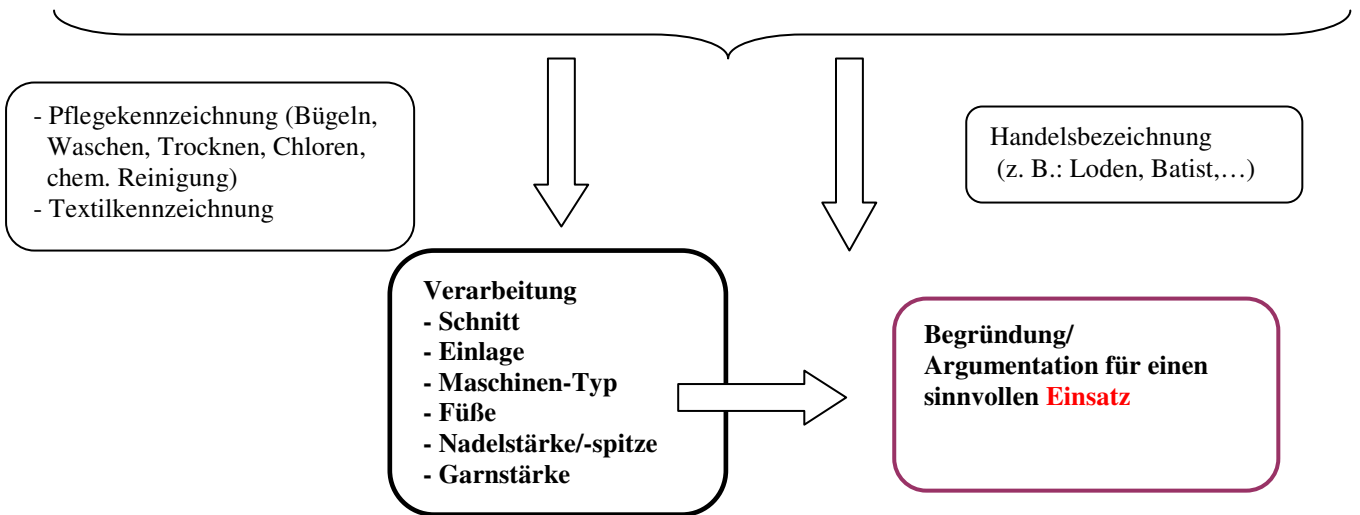 - Pflegekennzeichnung (Bügeln,
Waschen, Trocknen, Chloren,
chem. Reinigung)
- Textilkennzeichnung
Handelsbezeichnung
(z. B.: Loden, Batist,…)
Verarbeitung
- Schnitt
- Einlage
- Maschinen-Typ
- Füße
- Nadelstärke/-spitze
- Garnstärke
Begründung/
Argumentation für einen
sinnvollen Einsatz